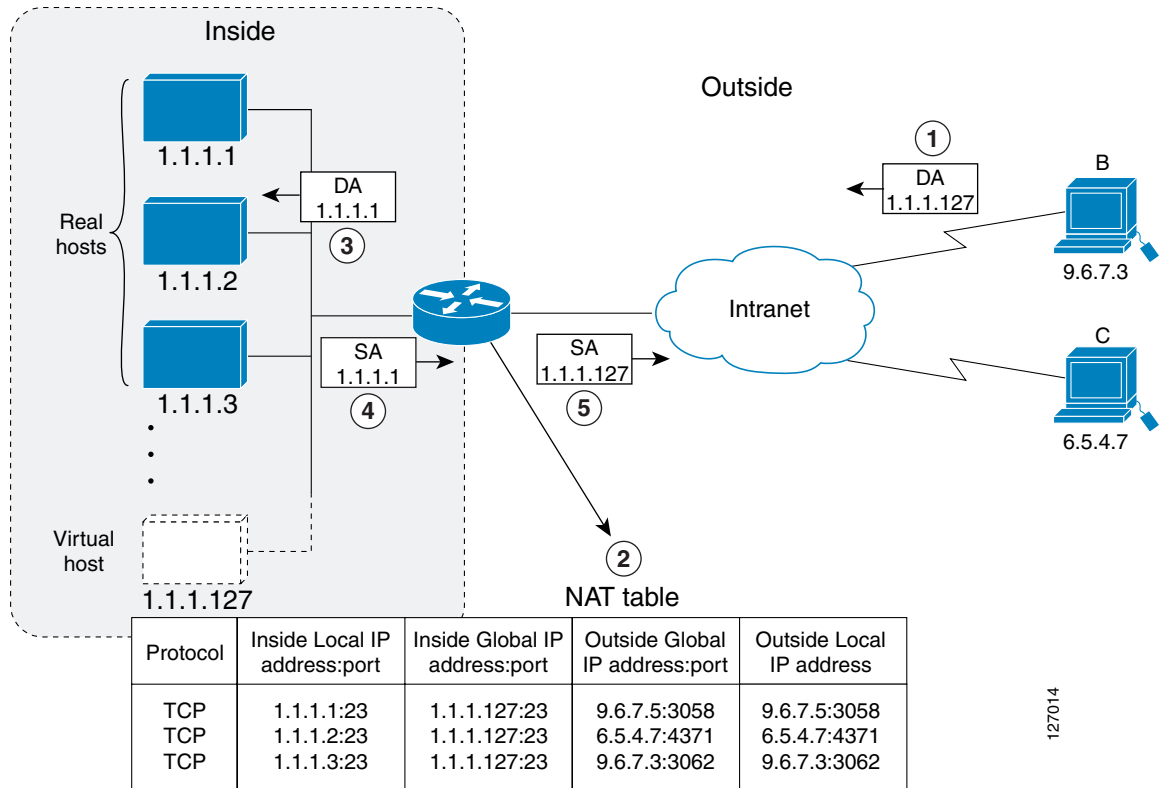 Inside
Outside
1.1.1.1
DA
1.1.1.1
3
1
DA
1.1.1.127
B
9.6.7.3
Real
hosts
1.1.1.2
Intranet
SA
1.1.1.1
4
SA
1.1.1.127
5
C
6.5.4.7
1.1.1.3
Virtual
host
1.1.1.127
2
NAT table
Protocol Inside Local IP address:port Inside Global IP address:port Outside Global IP address:port Outside Local IP address
TCP 1.1.1.1:23 1.1.1.127:23 9.6.7.5:3058 9.6.7.5:3058
TCP 1.1.1.2:23 1.1.1.127:23 6.5.4.7:4371 6.5.4.7:4371
TCP 1.1.1.3:23 1.1.1.127:23 9.6.7.3:3062 9.6.7.3:3062
127014